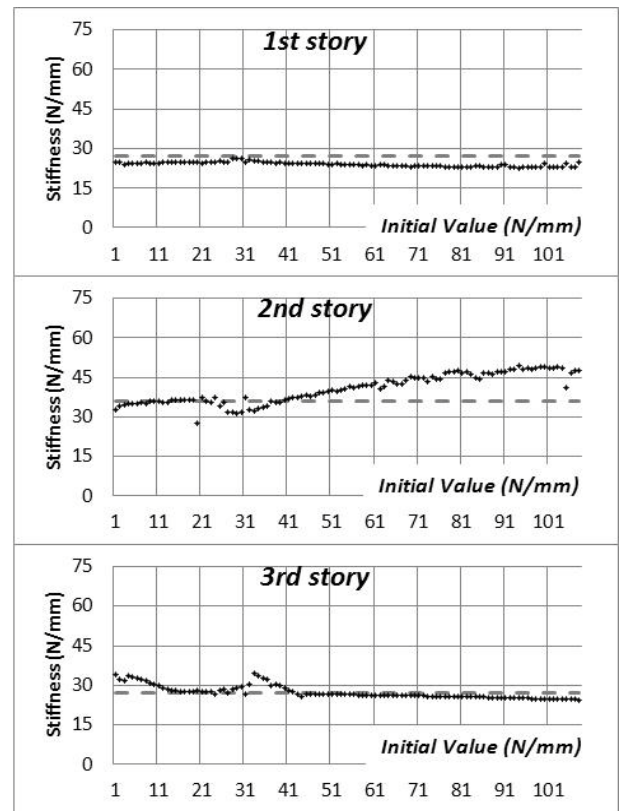 1st story
75
60
45
30
15
0
Stiffness (N/mm)
Initial Value (N/mm)
1 11 21 31 41 51 61 71 81 91 101
2nd story
75
60
45
30
15
0
Stiffness (N/mm)
Initial Value (N/mm)
1 11 21 31 41 51 61 71 81 91 101
3rd story
75
60
45
30
15
0
Stiffness (N/mm)
Initial Value (N/mm)
1 11 21 31 41 51 61 71 81 91 101